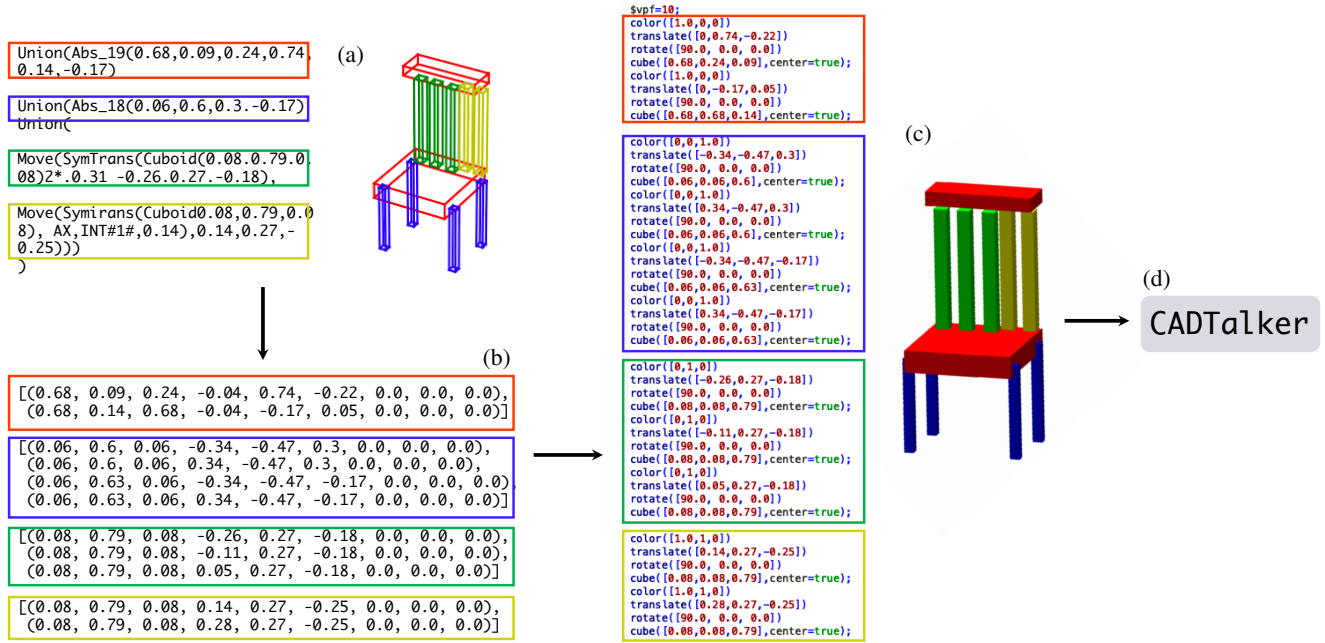 Union(Abs_19(0.68,0.09,0.24,0.74,
0.14,-0.17)
(a)
Union(Abs_18(0.06,0.6,0.3.-0.17)
Union(
Move(SymTrans(Cuboid(0.08.0.79.0.
08)2*.0.31 -0.26.0.27.-0.18),
Move(Symirans(Cuboid0.08,0.79,0.0
8), AX,INT#1#,0.14),0.14,0.27,-
0.25)))
)
(b)
[(0.68, 0.09, 0.24, -0.04, 0.74, -0.22, 0.0, 0.0, 0.0),
(0.68, 0.14, 0.68, -0.04, -0.17, 0.05, 0.0, 0.0, 0.0)]
[(0.06, 0.6, 0.06, -0.34, -0.47, 0.3, 0.0, 0.0, 0.0),
(0.06, 0.6, 0.06, 0.34, -0.47, 0.3, 0.0, 0.0, 0.0),
(0.06, 0.63, 0.06, -0.34, -0.47, -0.17, 0.0, 0.0, 0.0),
(0.06, 0.63, 0.06, 0.34, -0.47, -0.17, 0.0, 0.0, 0.0)]
[(0.08, 0.79, 0.08, -0.26, 0.27, -0.18, 0.0, 0.0, 0.0),
(0.08, 0.79, 0.08, -0.11, 0.27, -0.18, 0.0, 0.0, 0.0),
(0.08, 0.79, 0.08, 0.05, 0.27, -0.18, 0.0, 0.0, 0.0)]
[(0.08, 0.79, 0.08, 0.14, 0.27, -0.25, 0.0, 0.0, 0.0),
(0.08, 0.79, 0.08, 0.28, 0.27, -0.25, 0.0, 0.0, 0.0)]
$vpf=10;
color([1.0,0,0])
translate([0,0.74,-0.22])
rotate([90.0, 0.0, 0.0])
cube([0.68,0.24,0.09],center=true);
color([1.0,0,0])
translate([0,-0.17,0.05])
rotate([90.0, 0.0, 0.0])
cube([0.68,0.68,0.14],center=true);
color([0,0,1.0])
translate([-0.34,-0.47,0.3])
rotate([90.0, 0.0, 0.0])
cube([0.06,0.06,0.6],center=true);
color([0,0,1.0])
translate([0.34,-0.47,0.3])
rotate([90.0, 0.0, 0.0])
cube([0.06,0.06,0.6],center=true);
color([0,0,1.0])
translate([-0.34,-0.47,-0.17])
rotate([90.0, 0.0, 0.0])
cube([0.06,0.06,0.63],center=true);
color([0,0,1.0])
translate([0.34,-0.47,-0.17])
rotate([90.0, 0.0, 0.0])
cube([0.06,0.06,0.63],center=true);
color([0,1,0])
translate([-0.26,0.27,-0.18])
rotate([90.0, 0.0, 0.0])
cube([0.08,0.08,0.79],center=true);
color([0,1,0])
translate([-0.11,0.27,-0.18])
rotate([90.0, 0.0, 0.0])
cube([0.08,0.08,0.79],center=true);
color([0,1,0])
translate([0.05,0.27,-0.18])
rotate([90.0, 0.0, 0.0])
cube([0.08,0.08,0.79],center=true);
color([1.0,1,0])
translate([0.14,0.27,-0.25])
rotate([90.0, 0.0, 0.0])
cube([0.08,0.08,0.79],center=true);
color([1.0,1,0])
translate([0.28,0.27,-0.25])
rotate([90.0, 0.0, 0.0])
cube([0.08,0.08,0.79],center=true);
(c)
(d)
CADTalker